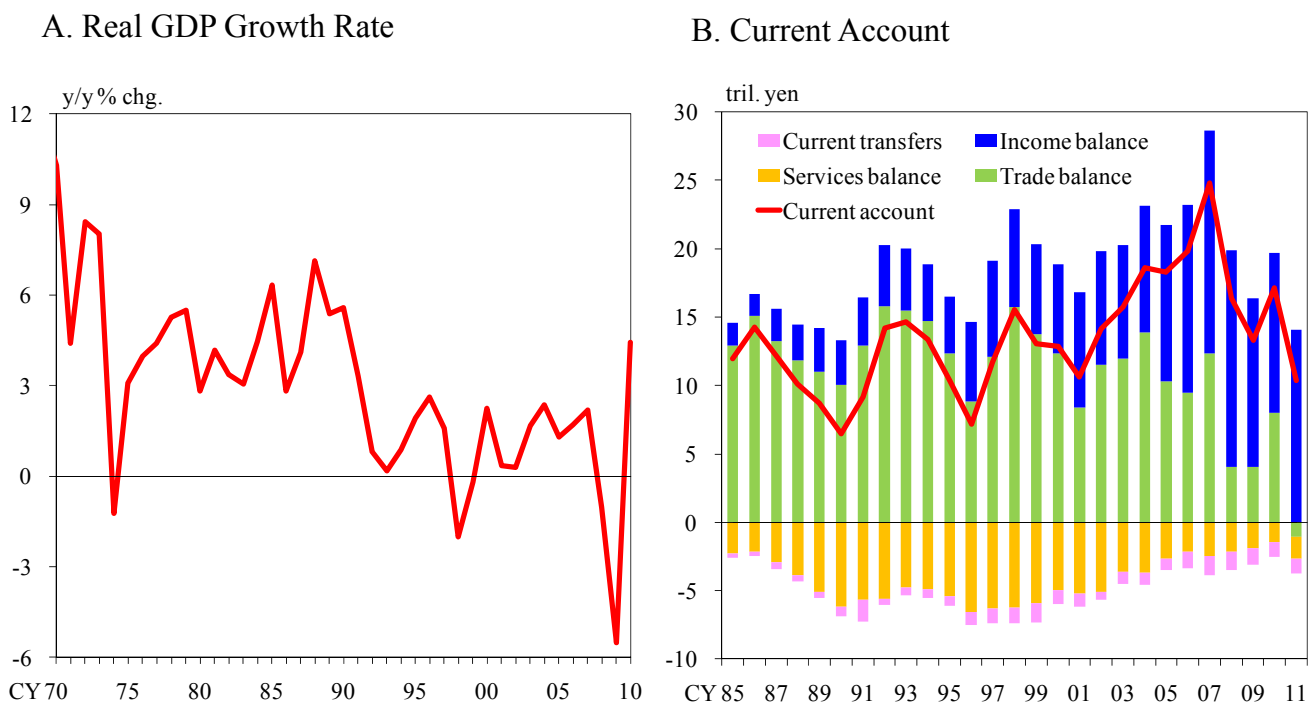 A. Real GDP Growth Rate
y/y % chg.
12
9
6
3
0
-3
-6
CY 70 75 80 85 90 95 00 05 10
B. Current Account
tril. yen
30
25
20
15
10
5
0
-5
-10
Current transfers Income balance
Services balance Trade balance
Current account
CY 85 87 89 91 93 95 97 99 01 03 05 07 09 11